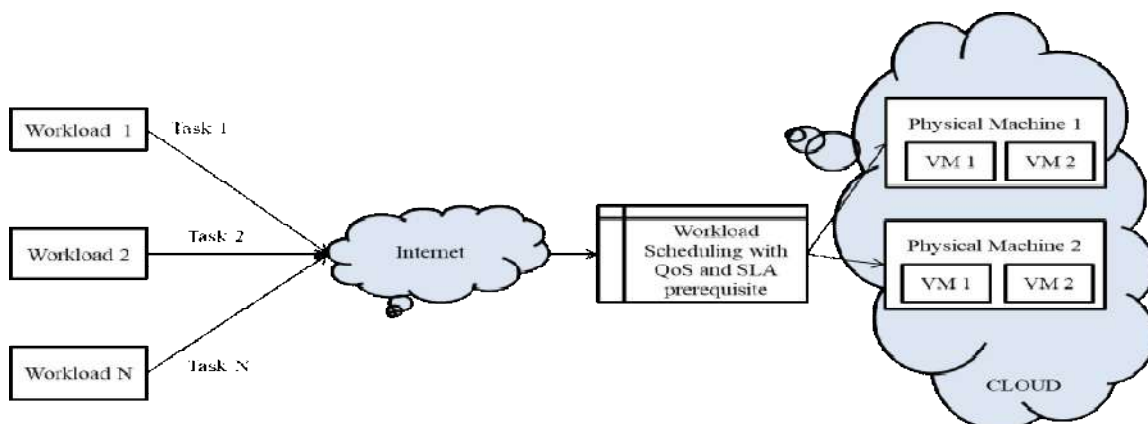 Workload 1
Task 1
Workload 2
Task 2
Workload N
Task N
Internet
Workload
Scheduling with
QoS and SLA
prerequisite
Physical Machine 1
VM 1
VM 2
Physical Machine 2
VM 1
VM 2
CLOUD